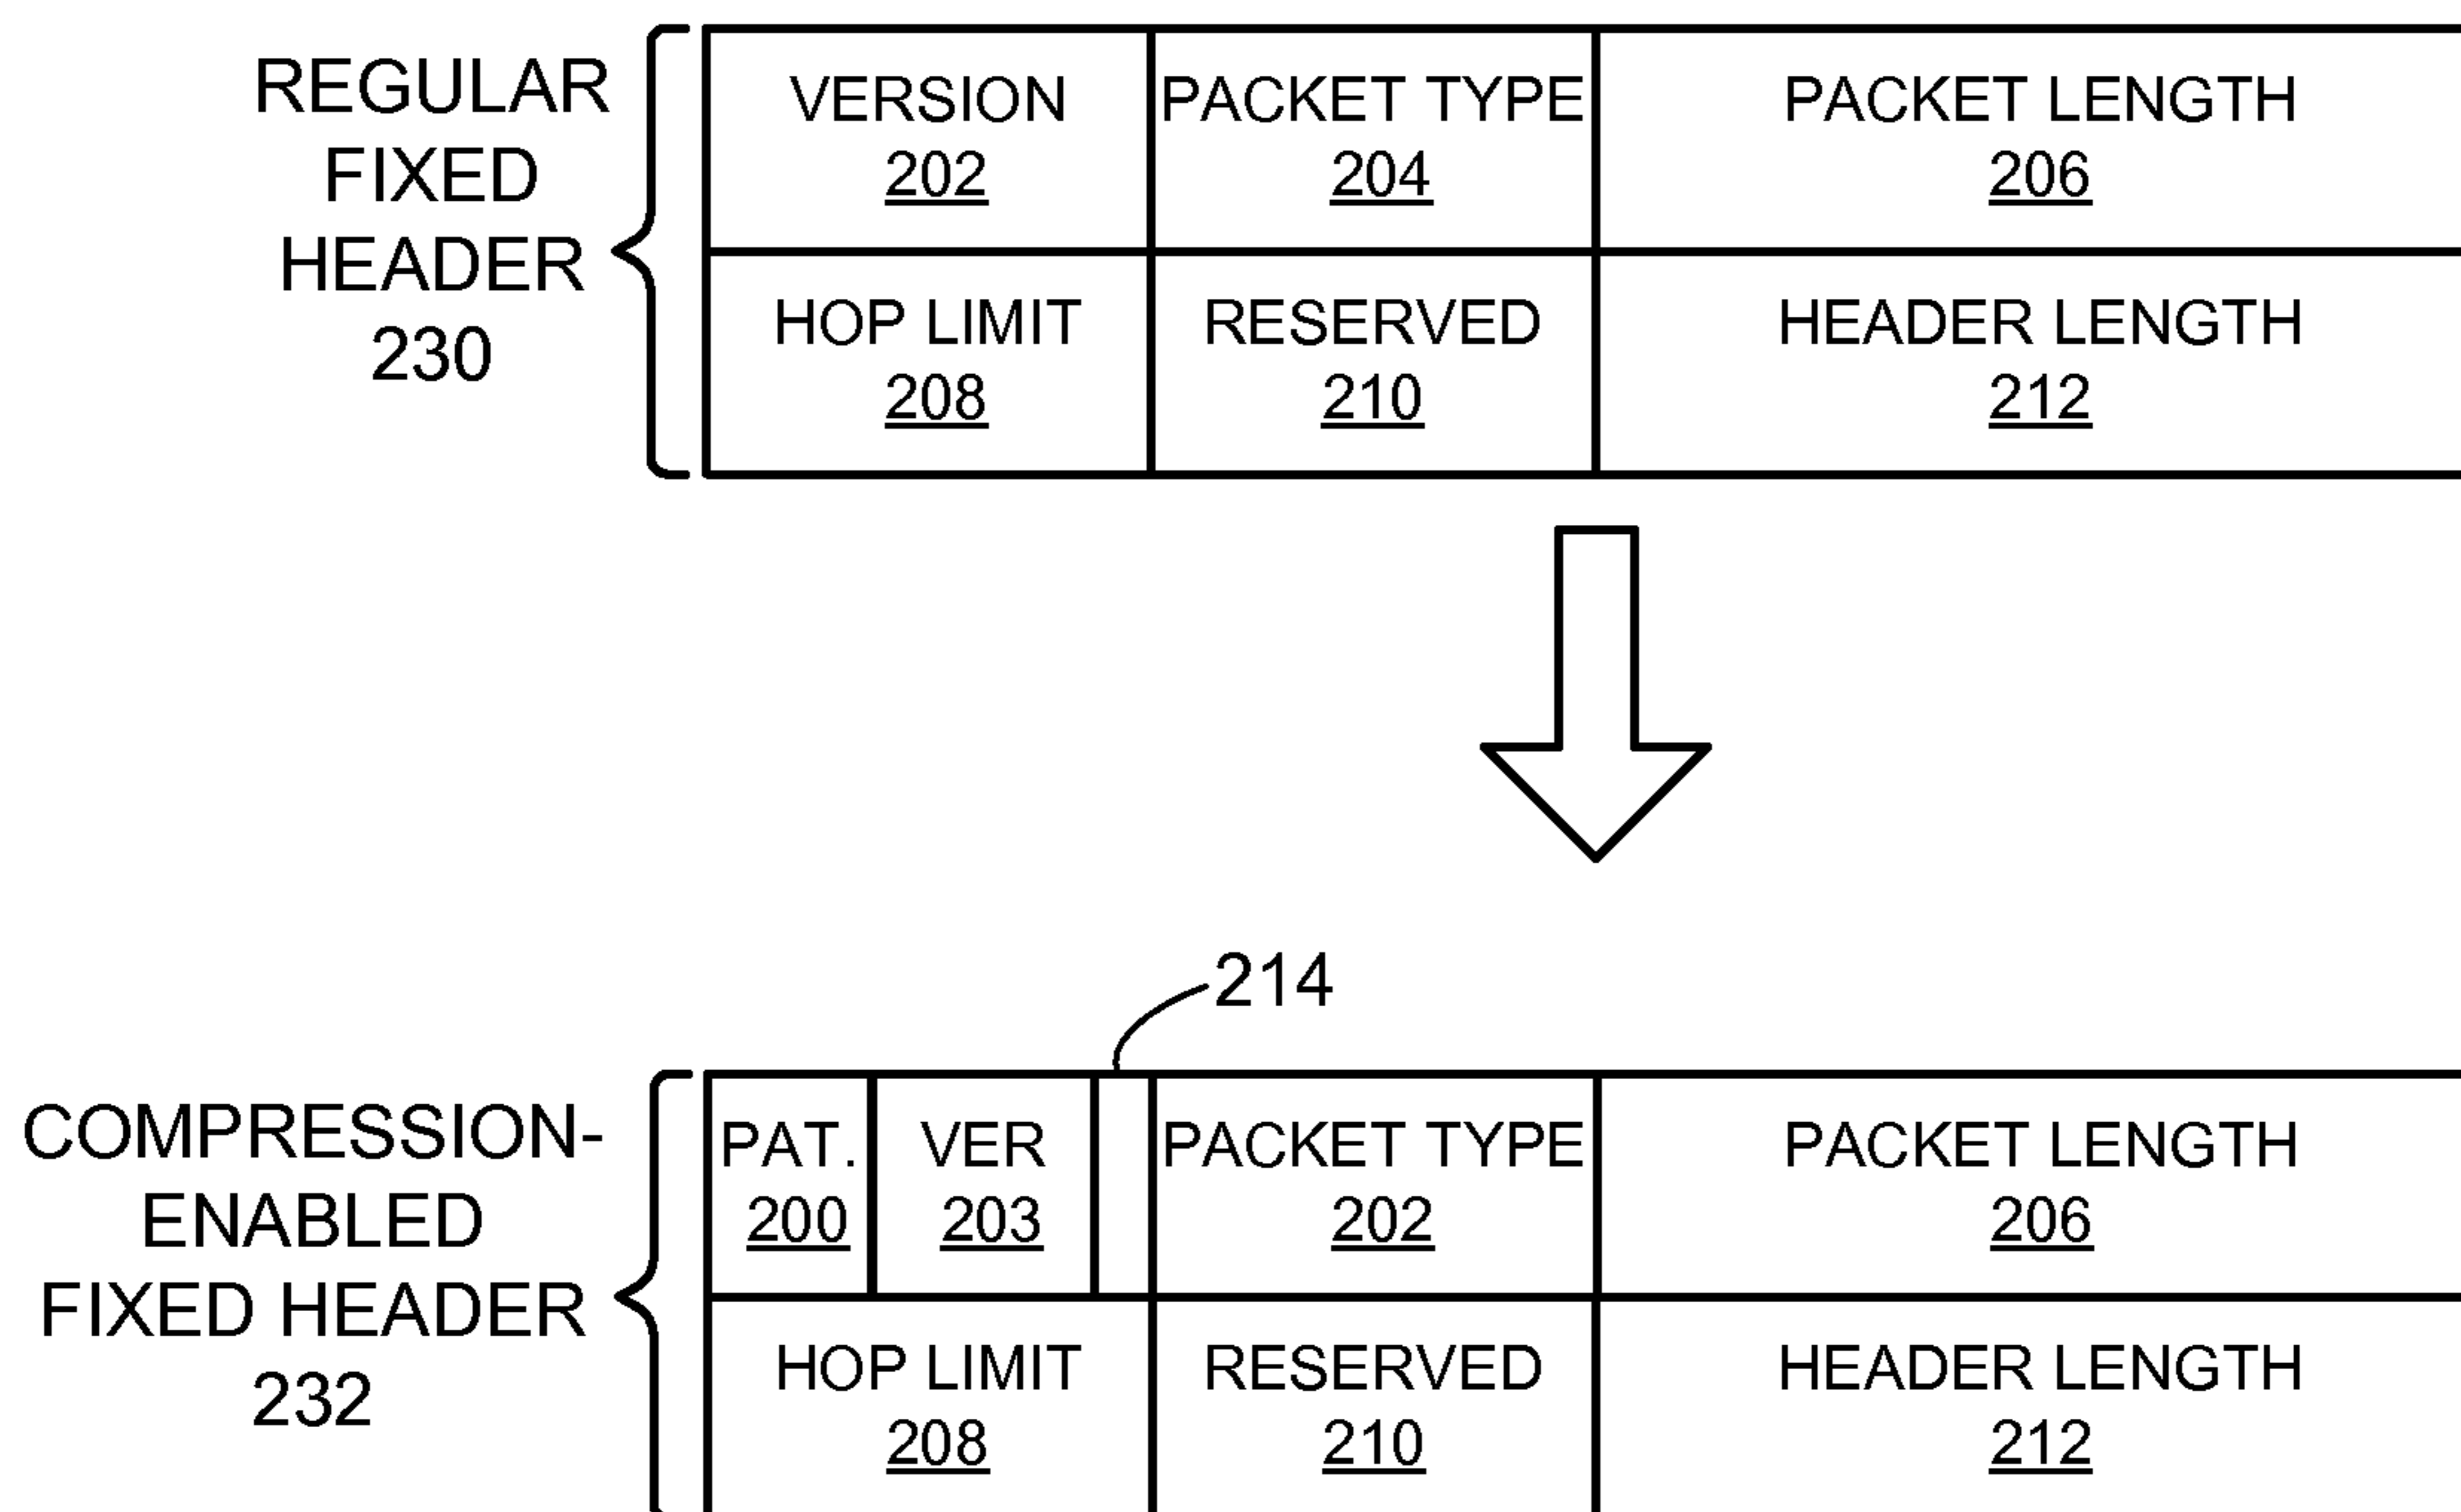 REGULAR
FIXED
HEADER
230
VERSION
202
PACKET TYPE
204
PACKET LENGTH
206
HOP LIMIT
208
RESERVED
210
HEADER LENGTH
212
214
COMPRESSION-
ENABLED
FIXED HEADER
232
PAT.
200
VER
203
PACKET TYPE
202
PACKET LENGTH
206
HOP LIMIT
208
RESERVED
210
HEADER LENGTH
212